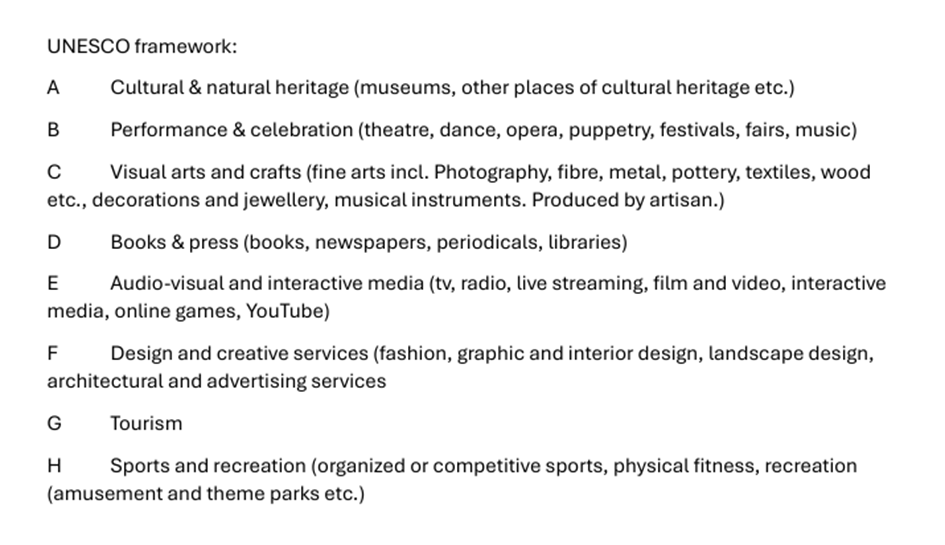 UNESCO framework:
A Cultural & natural heritage (museums, other places of cultural heritage etc.)
B Performance & celebration (theatre, dance, opera, puppetry, festivals, fairs, music)
C Visual arts and crafts (fine arts incl. Photography, fibre, metal, pottery, textiles, wood
etc., decorations and jewellery, musical instruments. Produced by artisan.)
D Books & press (books, newspapers, periodicals, libraries)
E Audio-visual and interactive media (tv, radio, live streaming, film and video, interactive
media, online games, YouTube)
F Design and creative services (fashion, graphic and interior design, landscape design,
architectural and advertising services
G Tourism
H Sports and recreation (organized or competitive sports, physical fitness, recreation
(amusement and theme parks etc.)